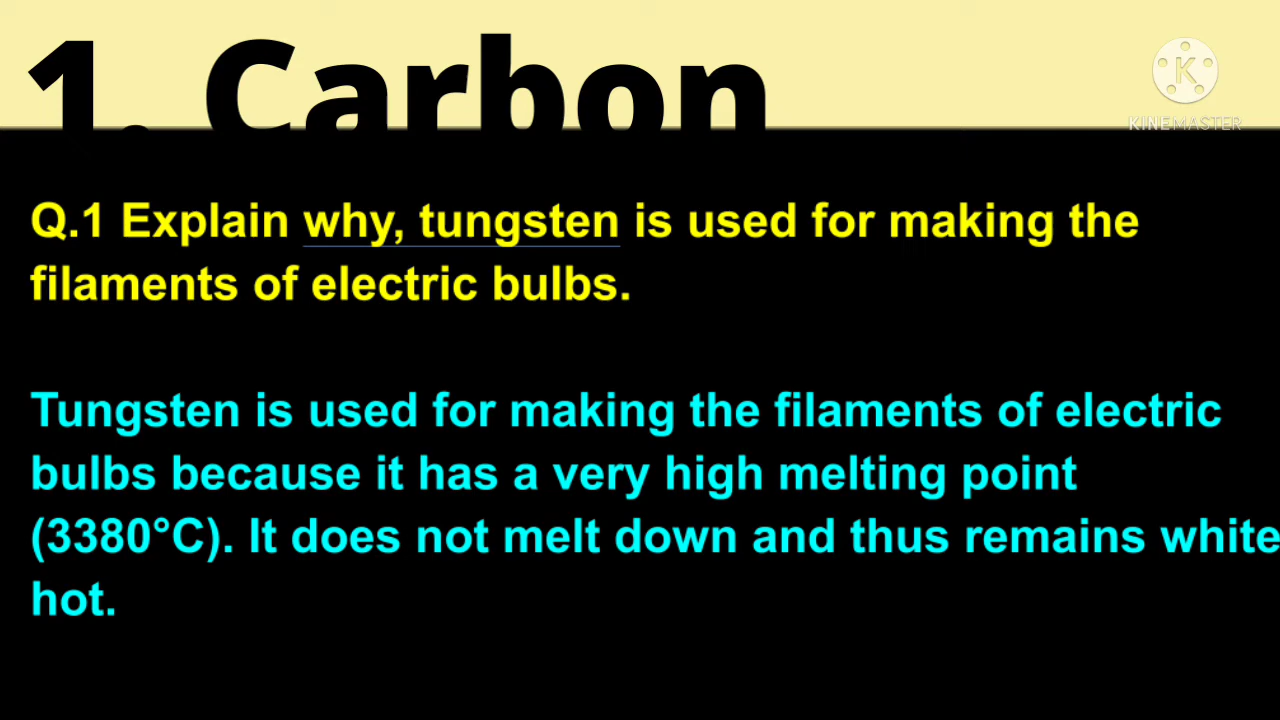 1. Carbon
K
KINEMASTER
Q.1 Explain why, tungsten is used for making the
filaments of electric bulbs.
Tungsten is used for making the filaments of electric
bulbs because it has a very high melting point
(3380°C). It does not melt down and thus remains white
hot.